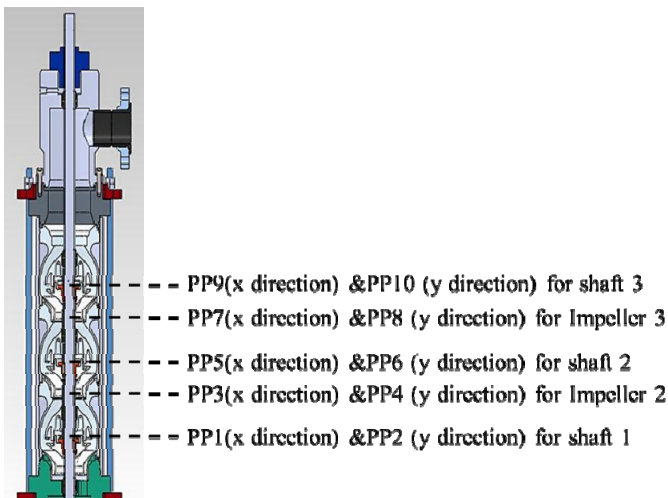 PP9(x direction) &PP10 (y direction) for shaft 3
PP7(x direction) &PP8 (y direction) for Impeller 3
PP5(x direction) &PP6 (y direction) for shaft 2
PP3(x direction) &PP4 (y direction) for Impeller 2
PP1(x direction) &PP2 (y direction) for shaft 1